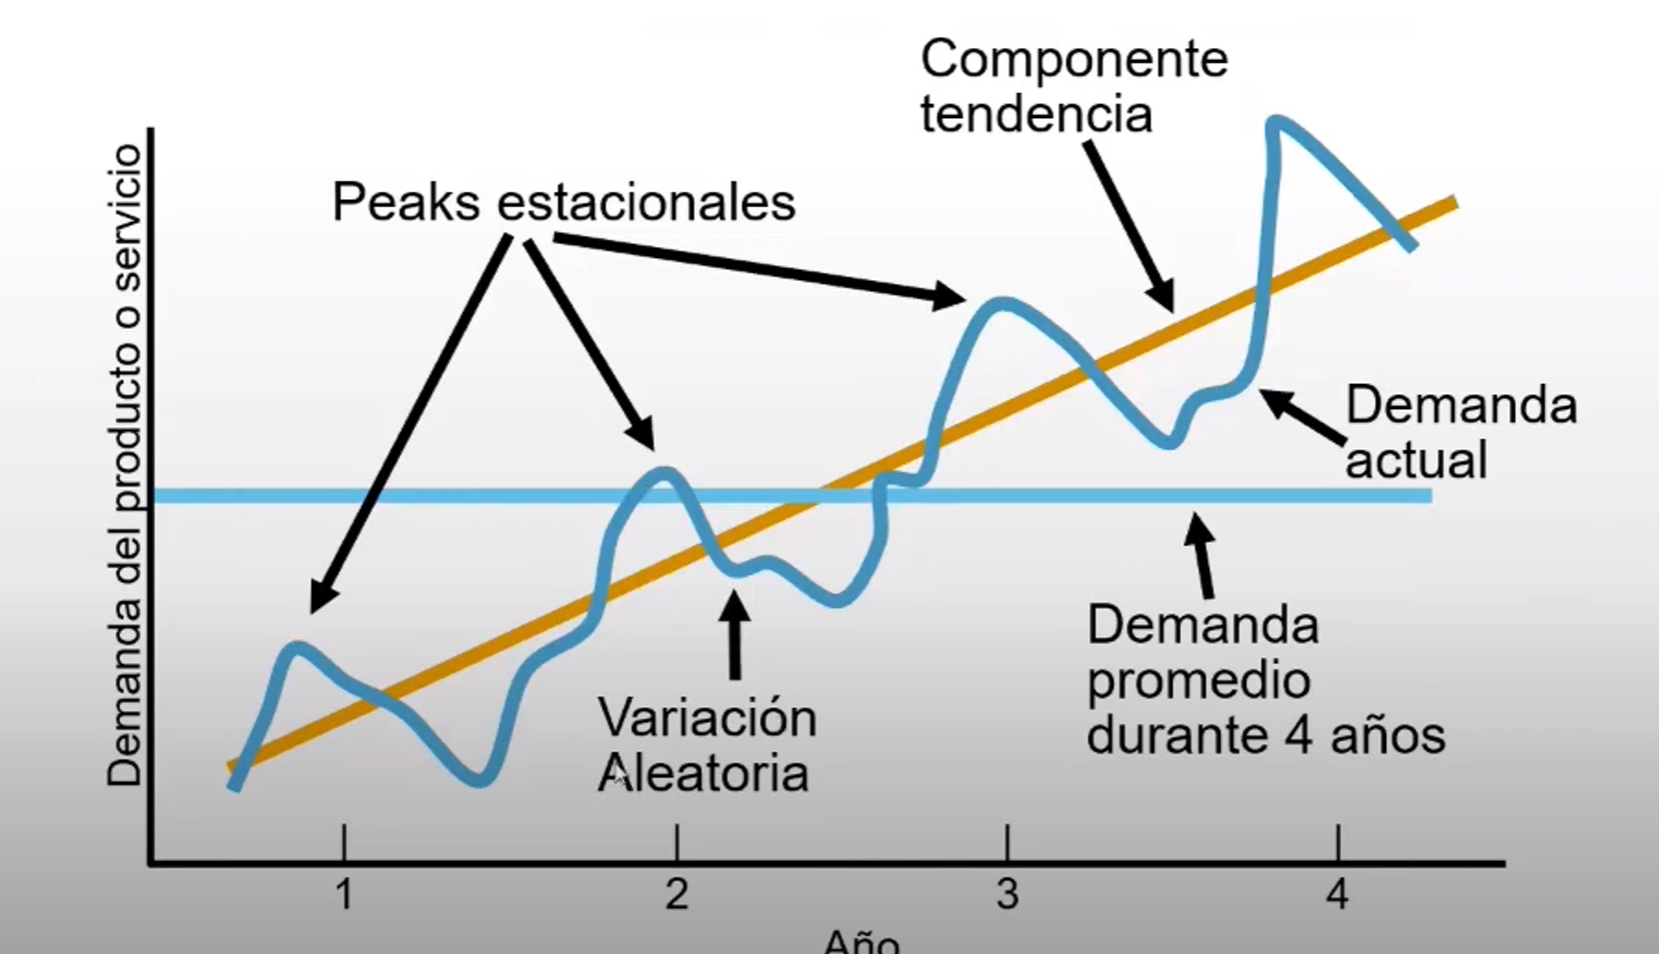 Componente
tendencia
Peaks estacionales
Demanda del producto o servicio
Demanda
actual
Demanda
promedio
durante 4 años
Variación
Aleatoria
1
2
3
4
Año